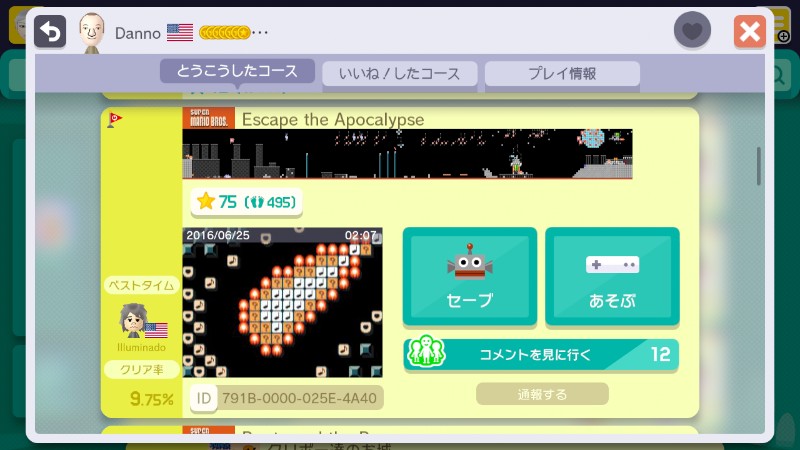 Danno
...
とうこうしたコース
いいね!したコース
プレイ情報
SUPER
MARIO BROS.
Escape the Apocalypse
75 (495)
2016/06/25
02:07
セーブ
あそぶ
ベストタイム
Illuminado
クリア率
9.75%
コメントを見に行く
12
ID 791B-0000-025E-4A40
通報する
SUPER